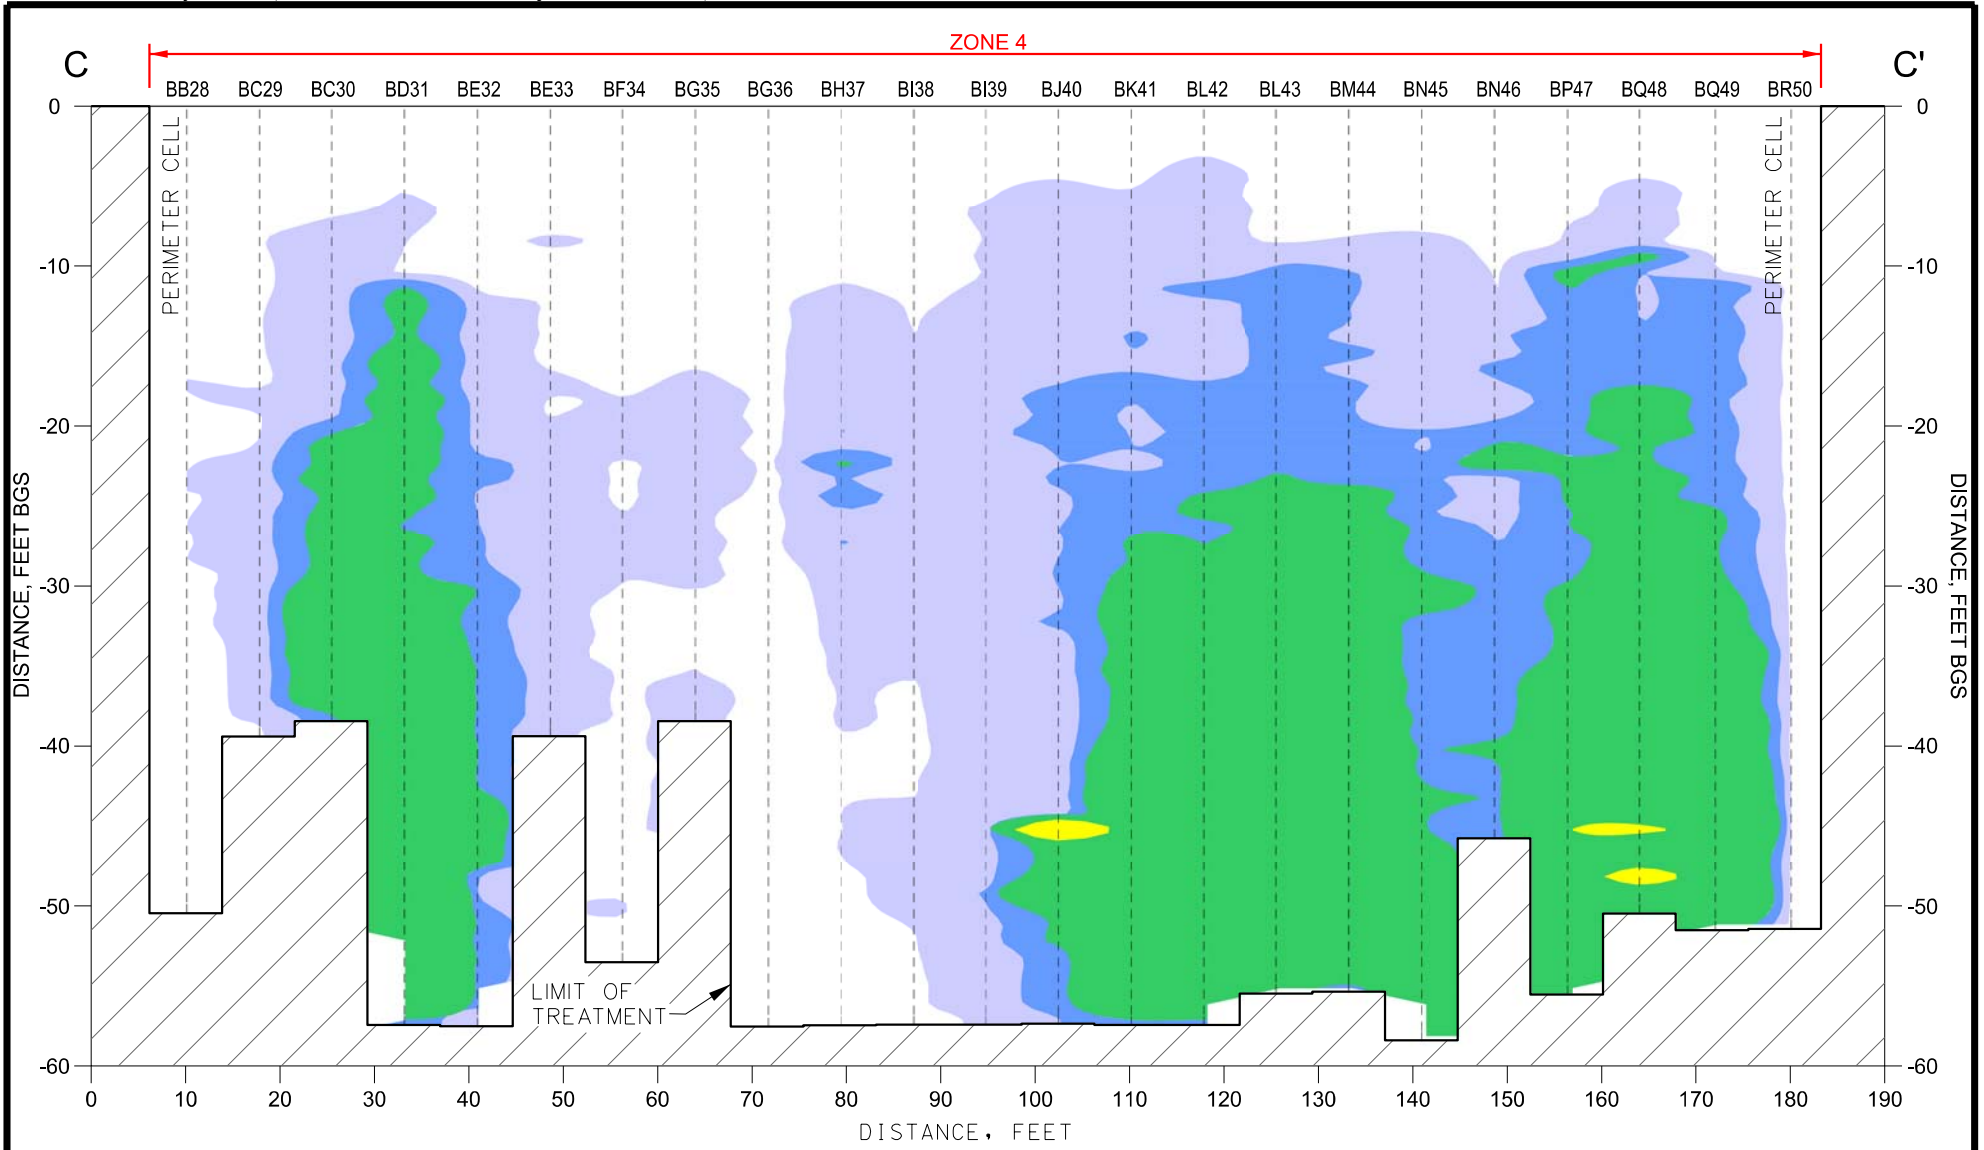 ZONE 4
C C'
BB28 BC29 BC30 BD31 BE32 BE33 BF34 BG35 BG36 BH37 BI38 BI39 BJ40 BK41 BL42 BL43 BM44 BN45 BN46 BP47 BQ48 BQ49 BR50
0 0
PERIMETER CELL
PERIMETER CELL
-10 -10
-20 -20
DISTANCE, FEET BGS
DISTANCE, FEET BGS
-30 -30
-40 -40
-50 -50
LIMIT OF
TREATMENT
-60 -60
0 10 20 30 40 50 60 70 80 90 100 110 120 130 140 150 160 170 180 190
DISTANCE, FEET